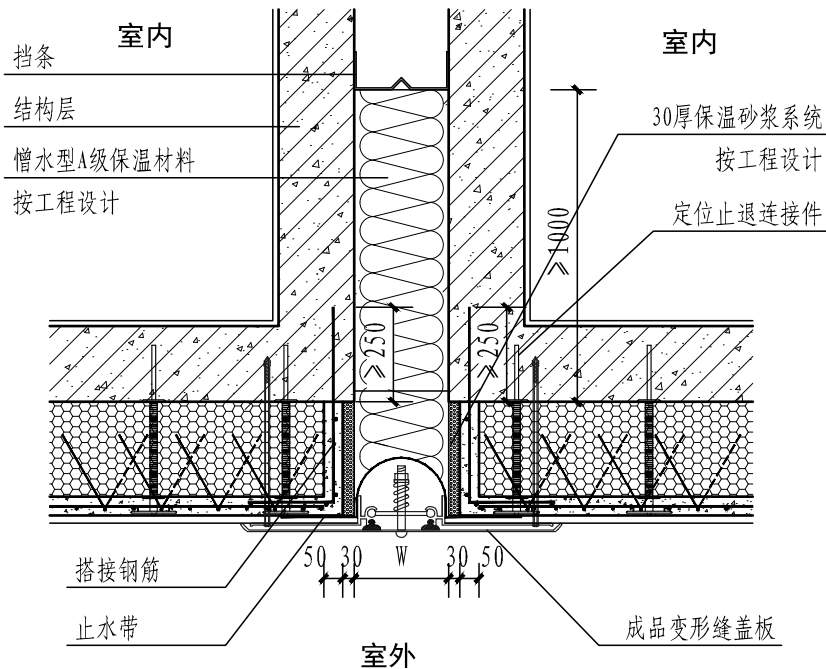 室内
室内
挡条
结构层
憎水型A级保温材料
按工程设计
30厚保温砂浆系统
按工程设计
定位止退连接件
≥1000
≥250
≥250
50 30 W 30 50
搭接钢筋
止水带
成品变形缝盖板
室外